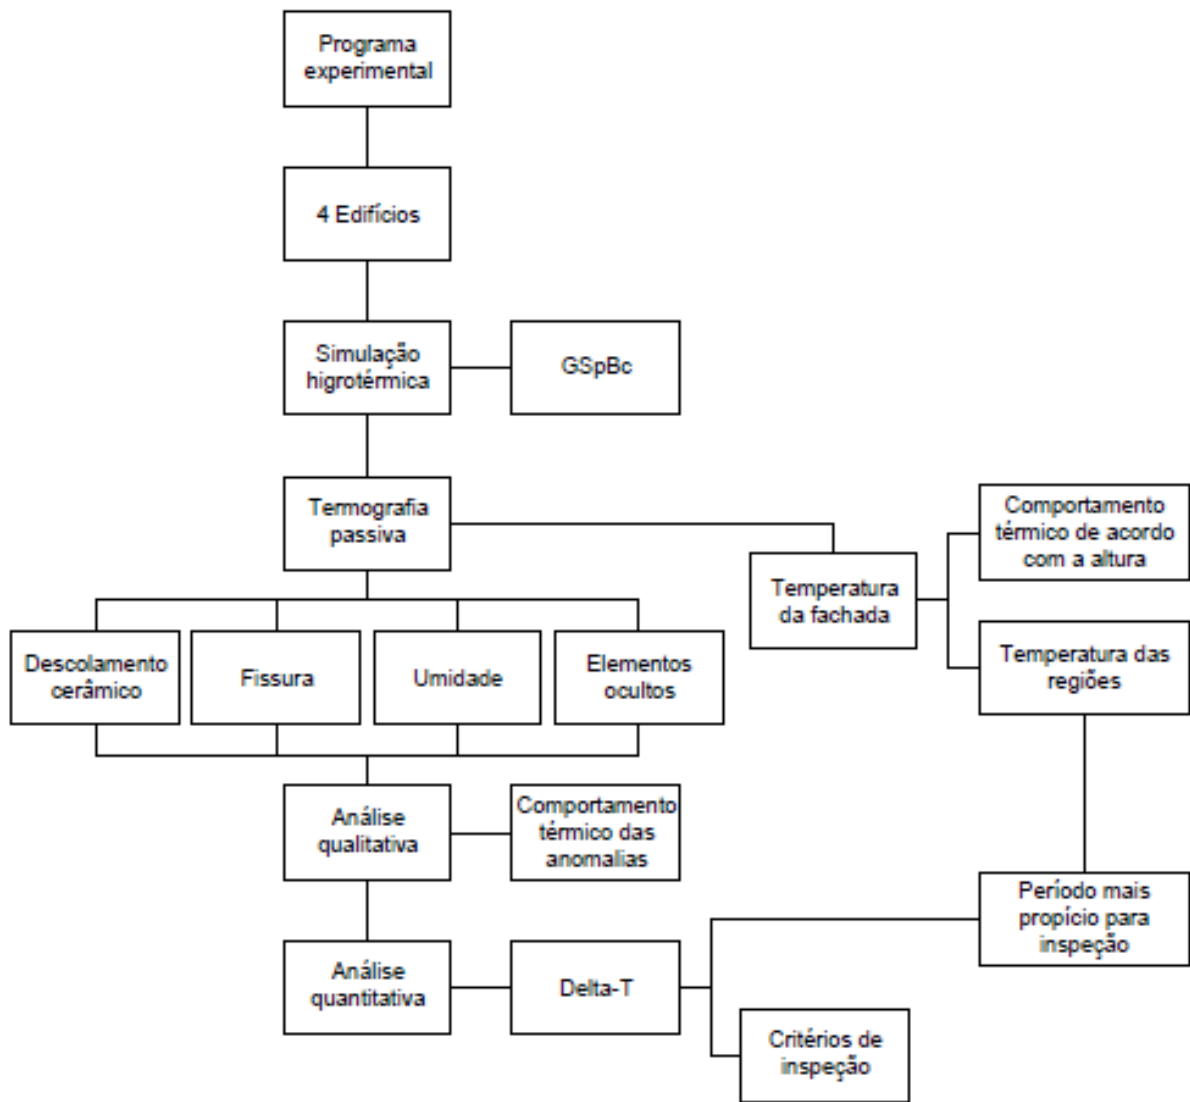 Programa
experimental
4 Edifícios
Simulação
higrotérmica
GSpBc
Termografia
passiva
Comportamento
térmico de acordo
com a altura
Temperatura
da fachada
Descolamento
cerâmico
Fissura
Umidade
Elementos
ocultos
Temperatura das
regiões
Análise
qualitativa
Comportamento
térmico das
anomalias
Período mais
propício para
inspeção
Análise
quantitativa
Delta-T
Critérios de
inspeção